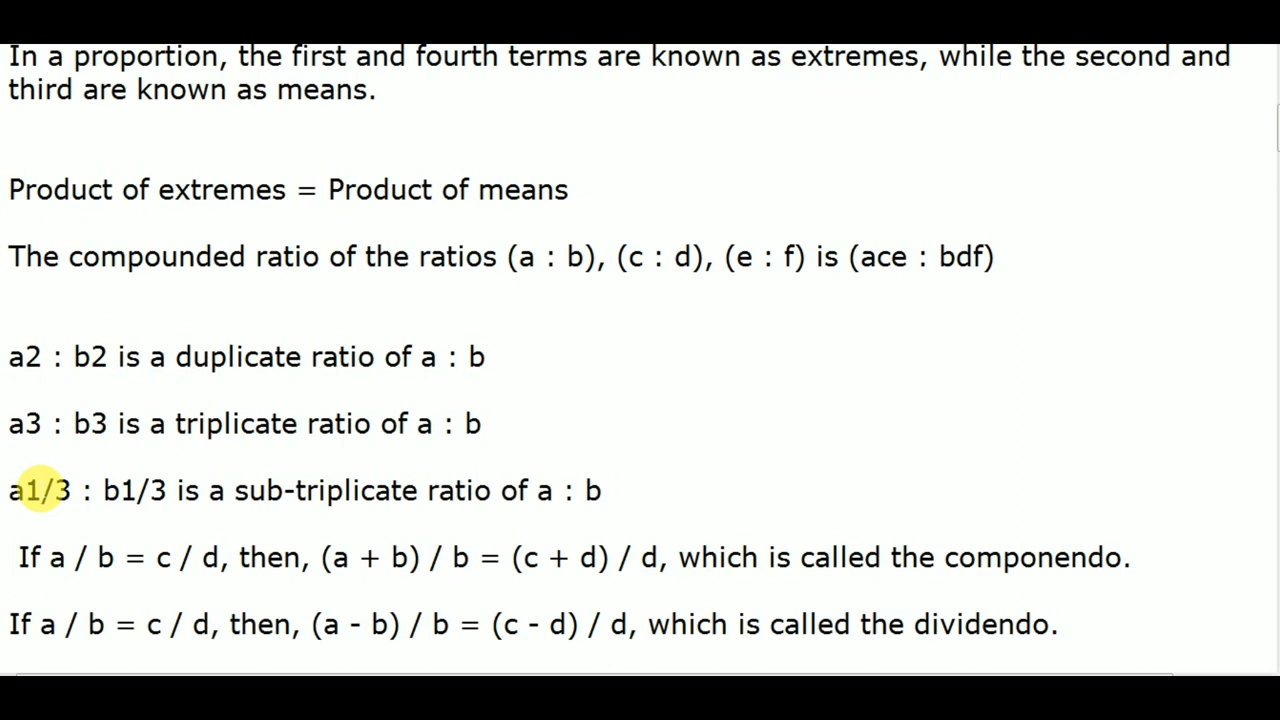 In a proportion, the first and fourth terms are known as extremes, while the second and
third are known as means.
Product of extremes = Product of means
The compounded ratio of the ratios (a : b), (c : d), (e : f) is (ace : bdf)
a2 : b2 is a duplicate ratio of a : b
a3 : b3 is a triplicate ratio of a : b
a1/3 : b1/3 is a sub-triplicate ratio of a : b
If a / b = c / d, then, (a + b) / b = (c + d) / d, which is called the componendo.
If a / b = c / d, then, (a - b) / b = (c - d) / d, which is called the dividendo.